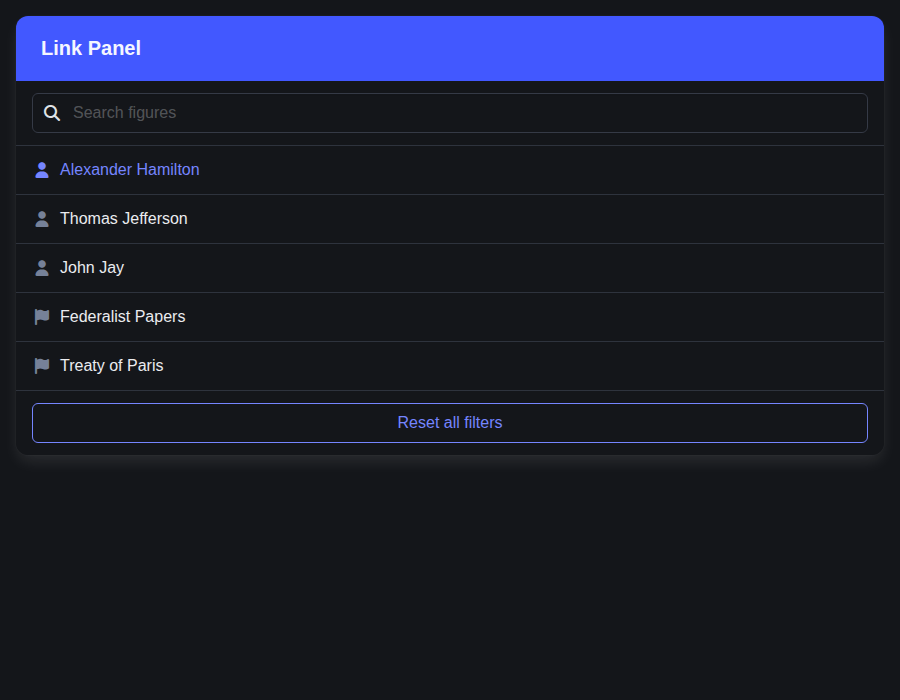 Link Panel
Search figures
Alexander Hamilton
Thomas Jefferson
John Jay
Federalist Papers
Treaty of Paris
Reset all filters